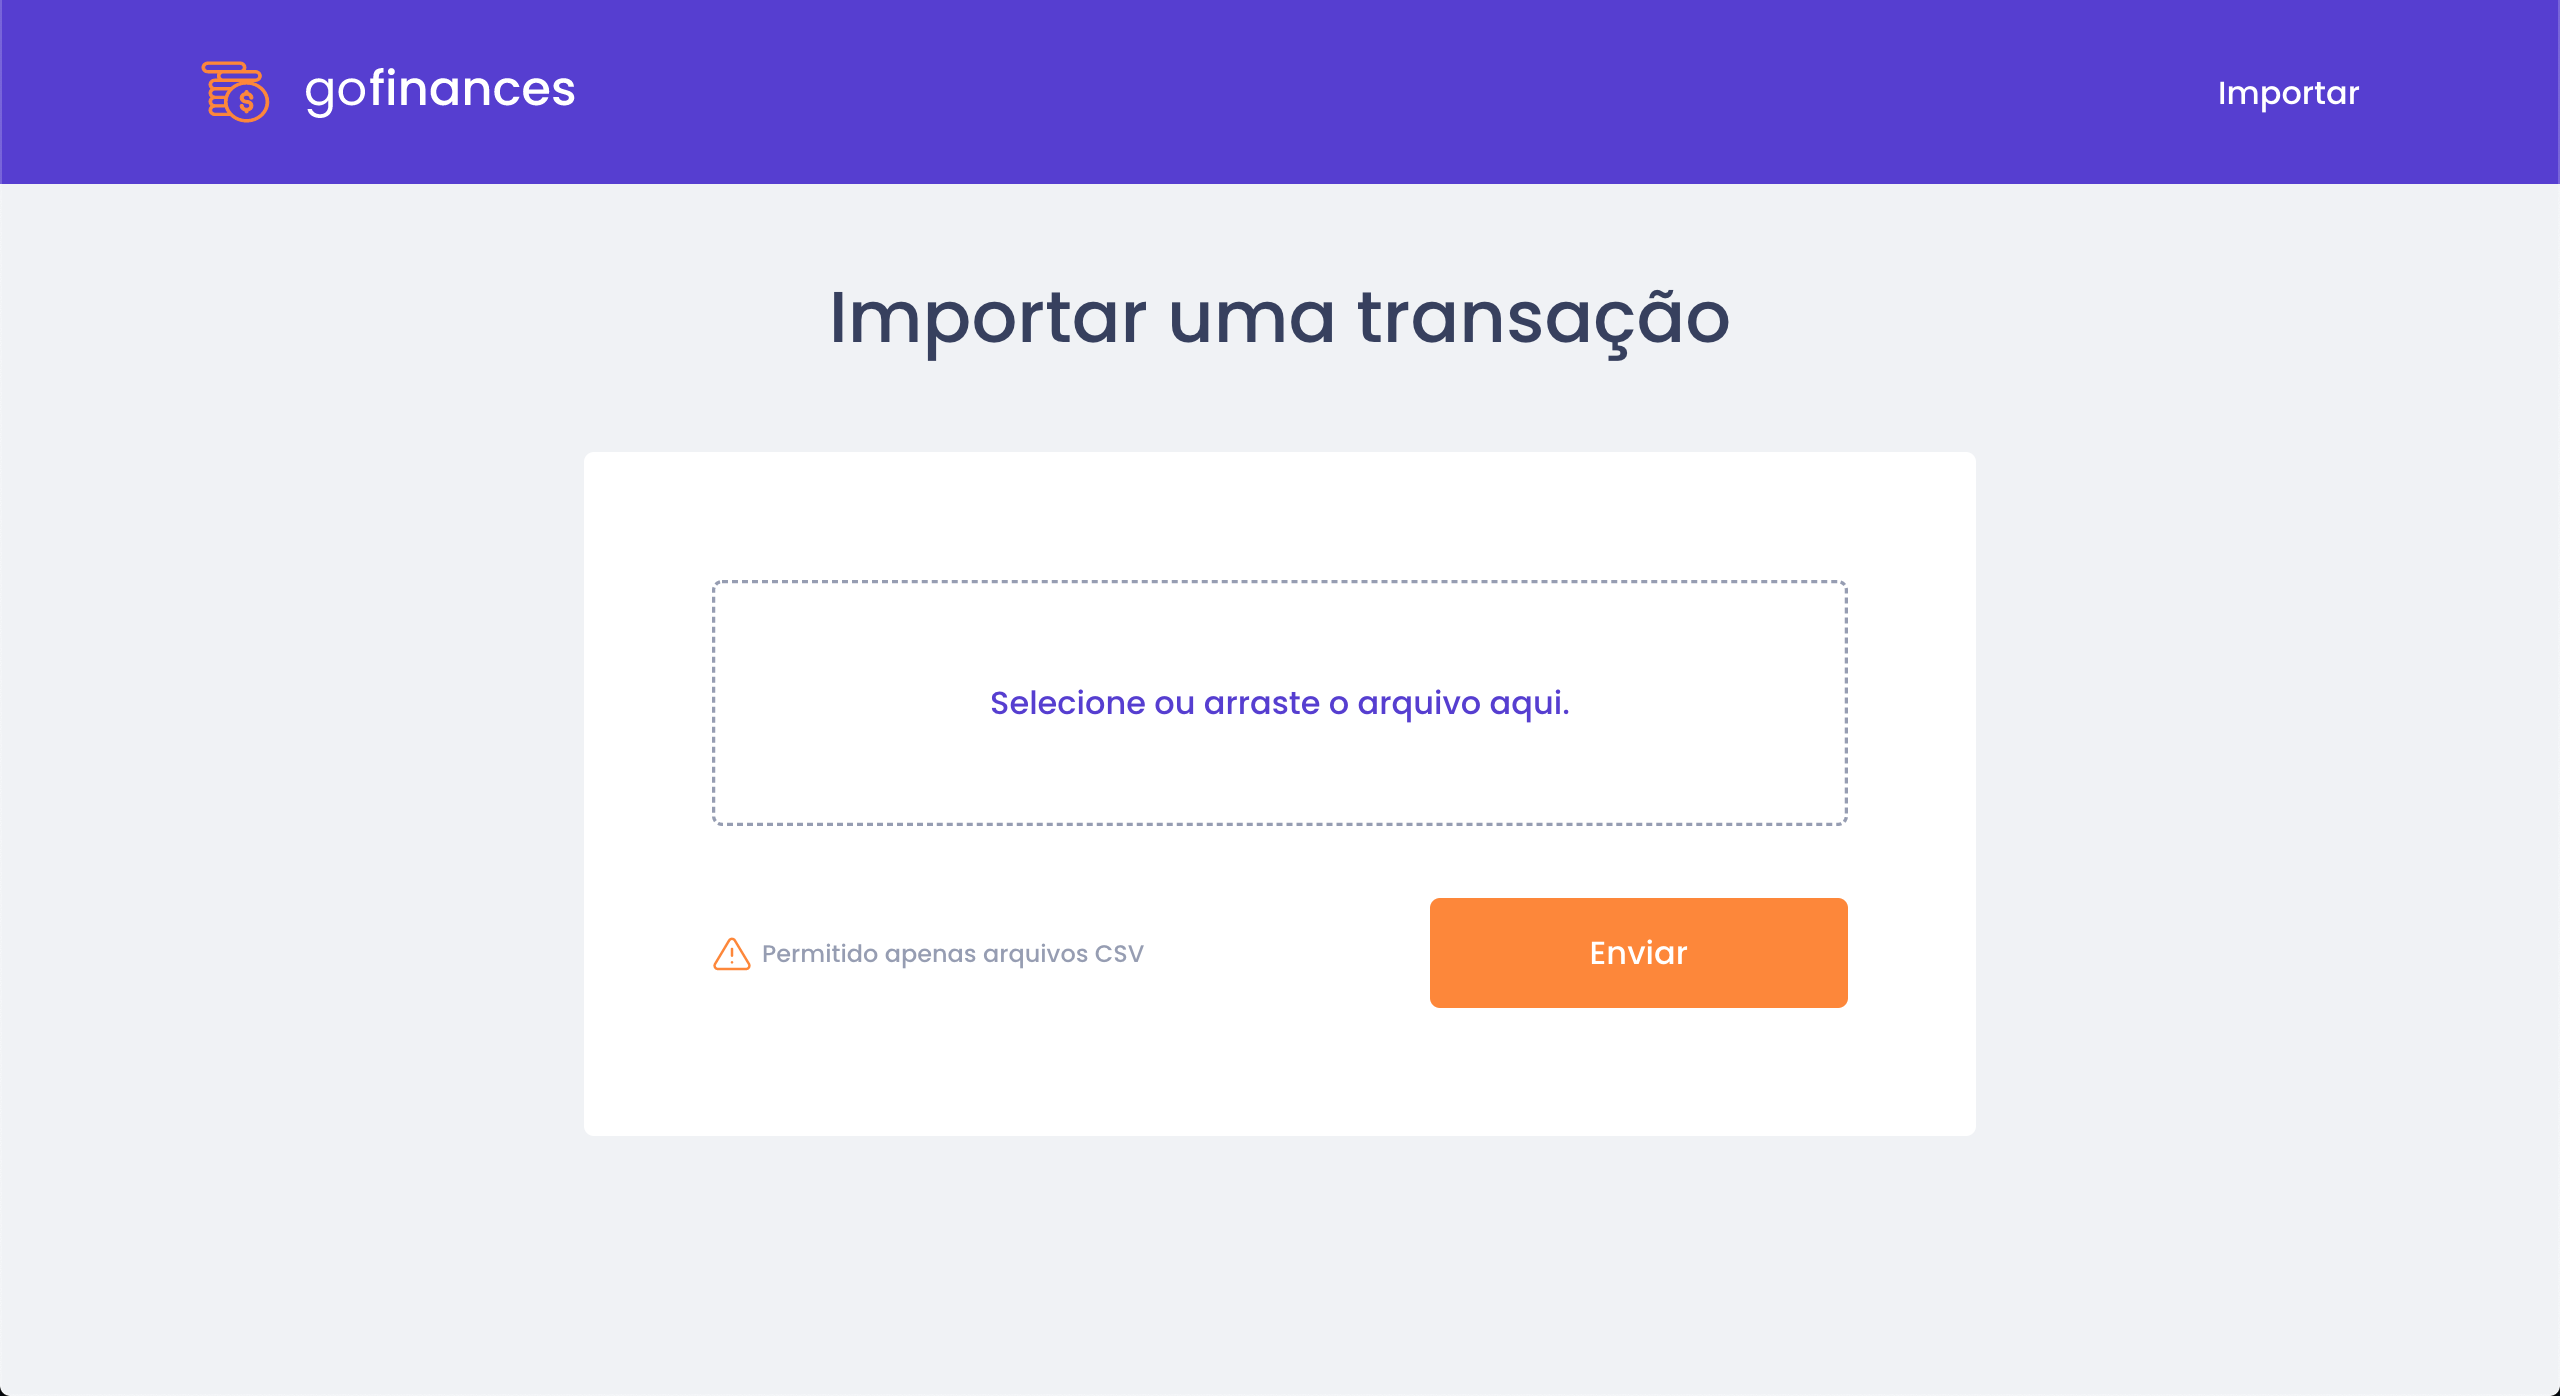 gofinances
Importar
Importar uma transação
Selecione ou arraste o arquivo aqui.
Permitido apenas arquivos CSV
Enviar